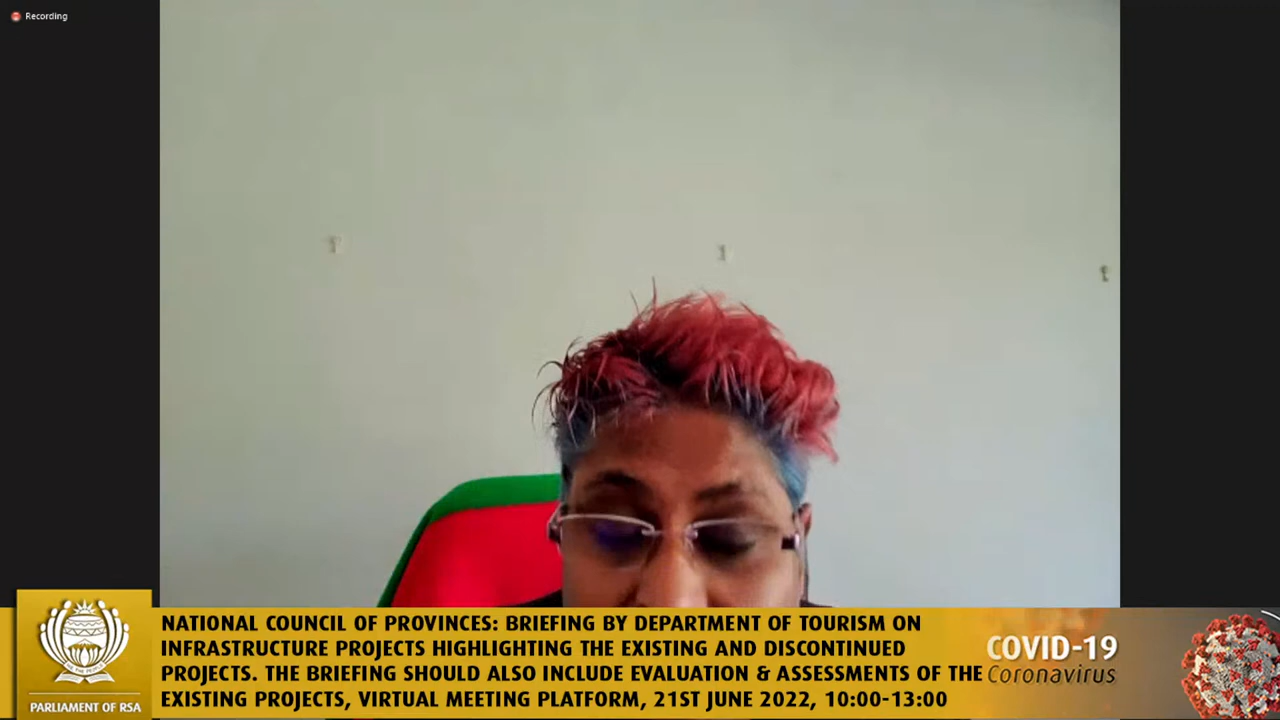 Recording
NATIONAL COUNCIL OF PROVINCES: BRIEFING BY DEPARTMENT OF TOURISM ON
INFRASTRUCTURE PROJECTS HIGHLIGHTING THE EXISTING AND DISCONTINUED
PROJECTS. THE BRIEFING SHOULD ALSO INCLUDE EVALUATION & ASSESSMENTS OF THE
EXISTING PROJECTS, VIRTUAL MEETING PLATFORM, 21ST JUNE 2022, 10:00-13:00
COVID-19
Coronavirus
PARLIAMENT OF RSA